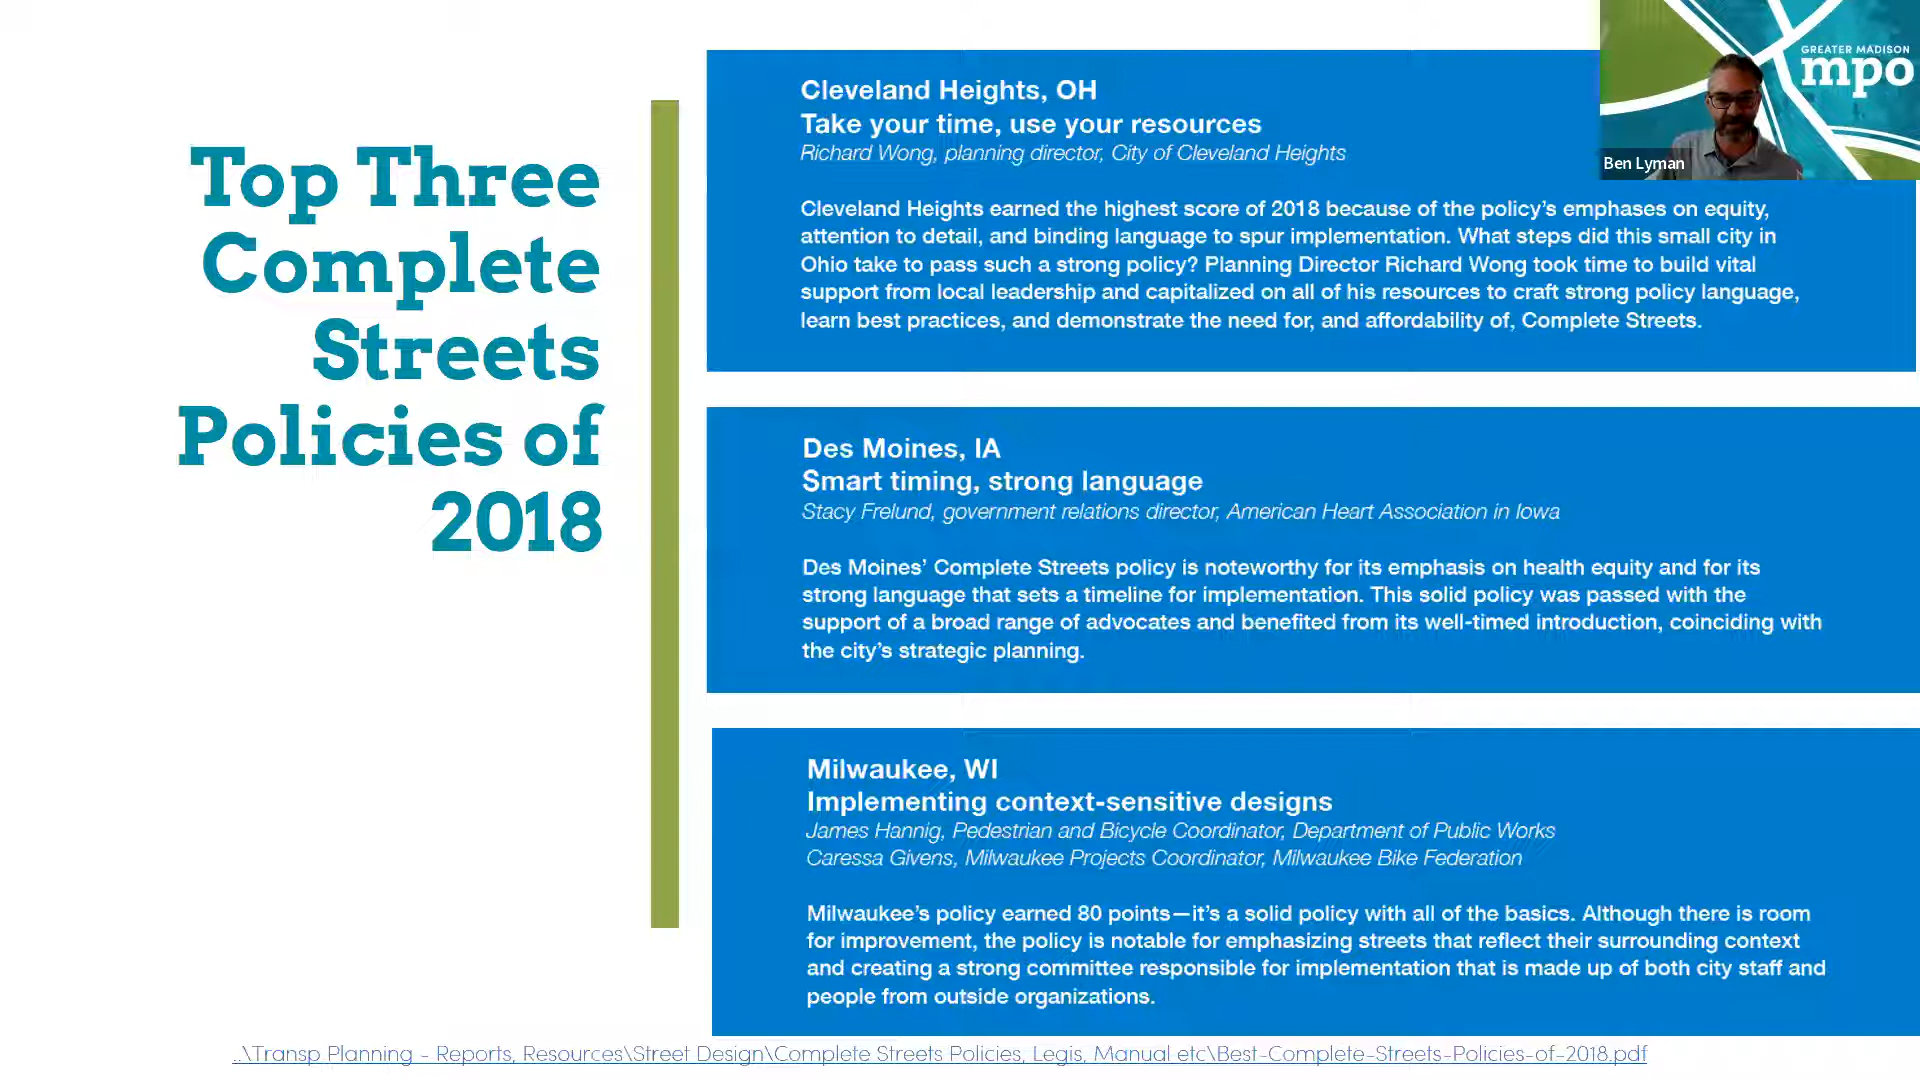 Top Three
Complete
Streets
Policies of
2018
Cleveland Heights, OH
Take your time, use your resources
Richard Wong, planning director, City of Cleveland Heights
Cleveland Heights earned the highest score of 2018 because of the policy's emphases on equity,
attention to detail, and binding language to spur implementation. What steps did this small city in
Ohio take to pass such a strong policy? Planning Director Richard Wong took time to build vital
support from local leadership and capitalized on all of his resources to craft strong policy language,
learn best practices, and demonstrate the need for, and affordability of, Complete Streets.
Des Moines, IA
Smart timing, strong language
Stacy Frelund, government relations director, American Heart Association in Iowa
Des Moines' Complete Streets policy is noteworthy for its emphasis on health equity and for its
strong language that sets a timeline for implementation. This solid policy was passed with the
support of a broad range of advocates and benefited from its well-timed introduction, coinciding with
the city's strategic planning.
Milwaukee, WI
Implementing context-sensitive designs
James Hannig, Pedestrian and Bicycle Coordinator, Department of Public Works
Caressa Givens, Milwaukee Projects Coordinator, Milwaukee Bike Federation
Milwaukee's policy earned 80 points—it's a solid policy with all of the basics. Although there is room
for improvement, the policy is notable for emphasizing streets that reflect their surrounding context
and creating a strong committee responsible for implementation that is made up of both city staff and
people from outside organizations.
..\Transp Planning - Reports, Resources\Street Design\Complete Streets Policies, Legis, Manual etc\Best-Complete-Streets-Policies-of-2018.pdf
GREATER MADISON
mpo
Ben Lyman